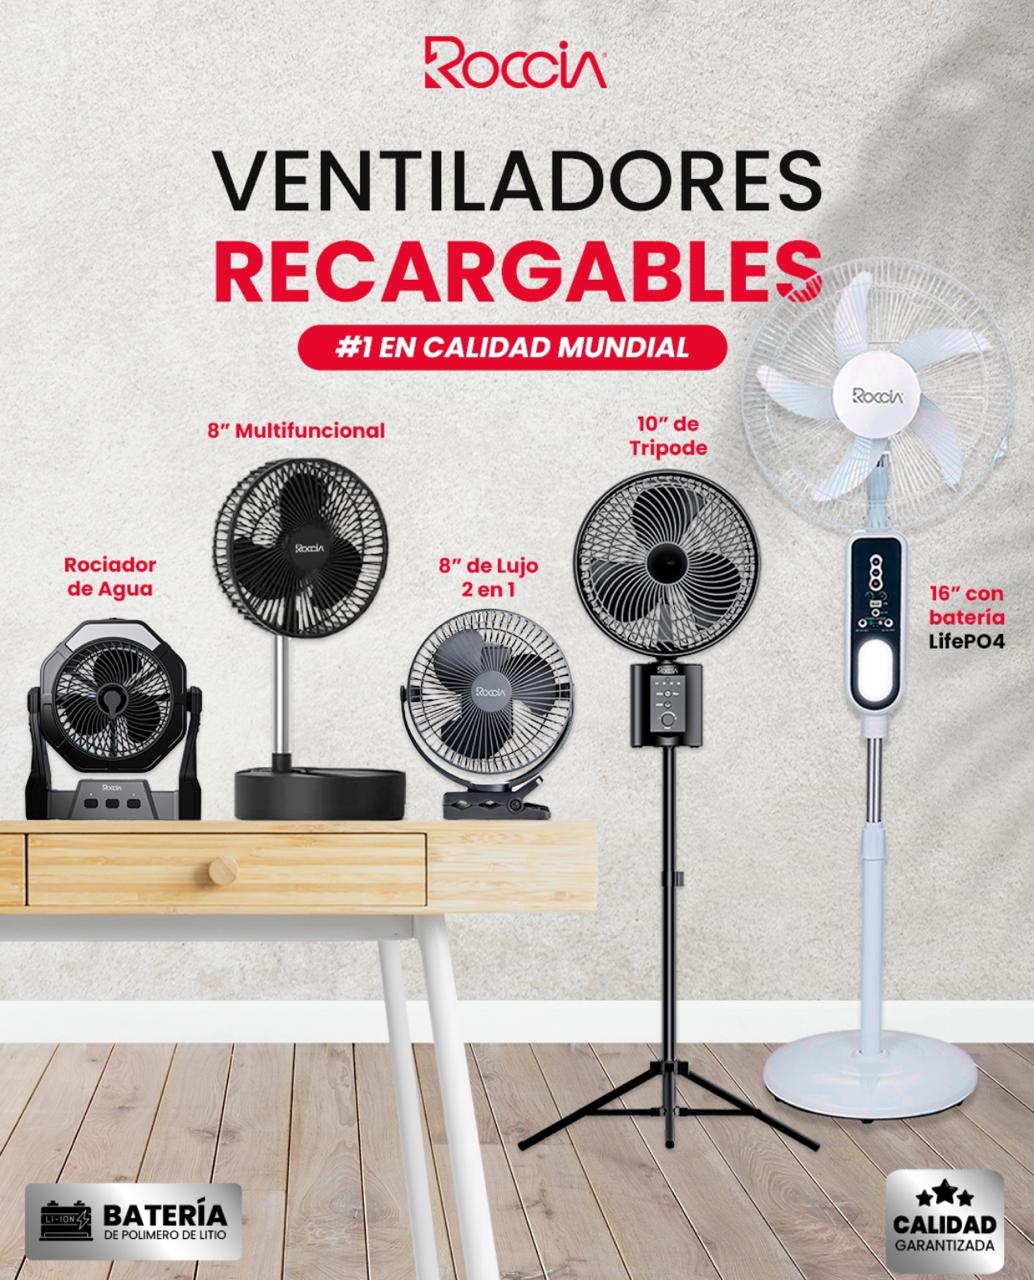 Roccia
VENTILADORES
RECARGABLES
#1 EN CALIDAD MUNDIAL
8” Multifuncional
10” de
Tripode
Roccia
Rociador
de Agua
8” de Lujo
2 en 1
16” con
batería
LifePO4
Roccia
Roccia
Roccia
Roccia
LI-ION
BATERÍA
DE POLIMERO DE LITIO
CALIDAD
GARANTIZADA